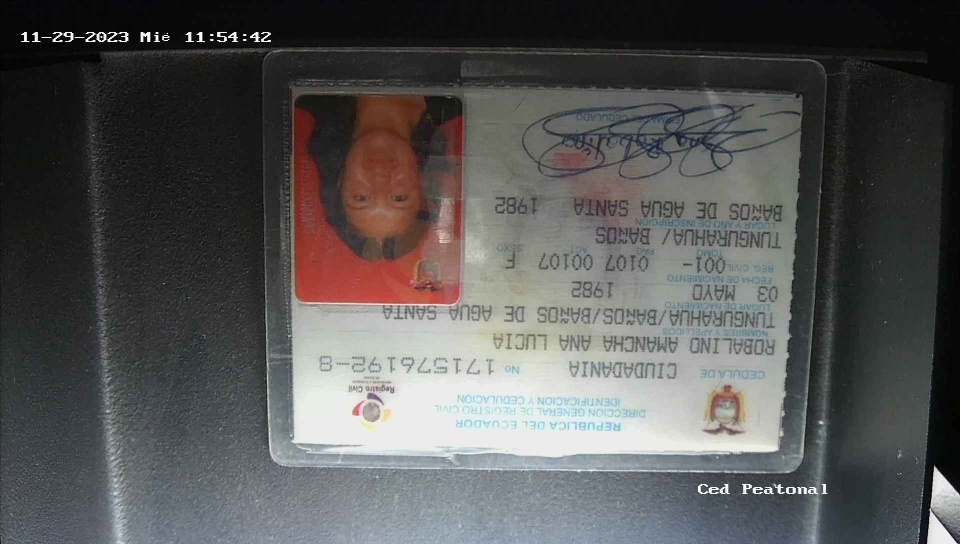 11-29-2023 Mié 11:54:42
REPUBLICA DEL ECUADOR
DIRECCION GENERAL DE REGISTRO CIVIL
IDENTIFICACION Y CEDULACION
Registro Civil
CEDULA DE CIUDADANIA No 171576192-8
ROBALINO AMANCHA ANA LUCIA
NOMBRES Y APELLIDOS
TUNGURAHUA/BAÑOS/BAÑOS DE AGUA SANTA
LUGAR DE NACIMIENTO
03 MAYO 1982
FECHA DE NACIMIENTO
REG. CIVIL 001- 0107 00107 F
TOMO PAG ACT SEXO
TUNGURAHUA/ BAÑOS
LUGAR Y AÑO DE INSCRIPCION
BAÑOS DE AGUA SANTA 1982
FIRMA DEL CEDULADO
Ced Peatonal